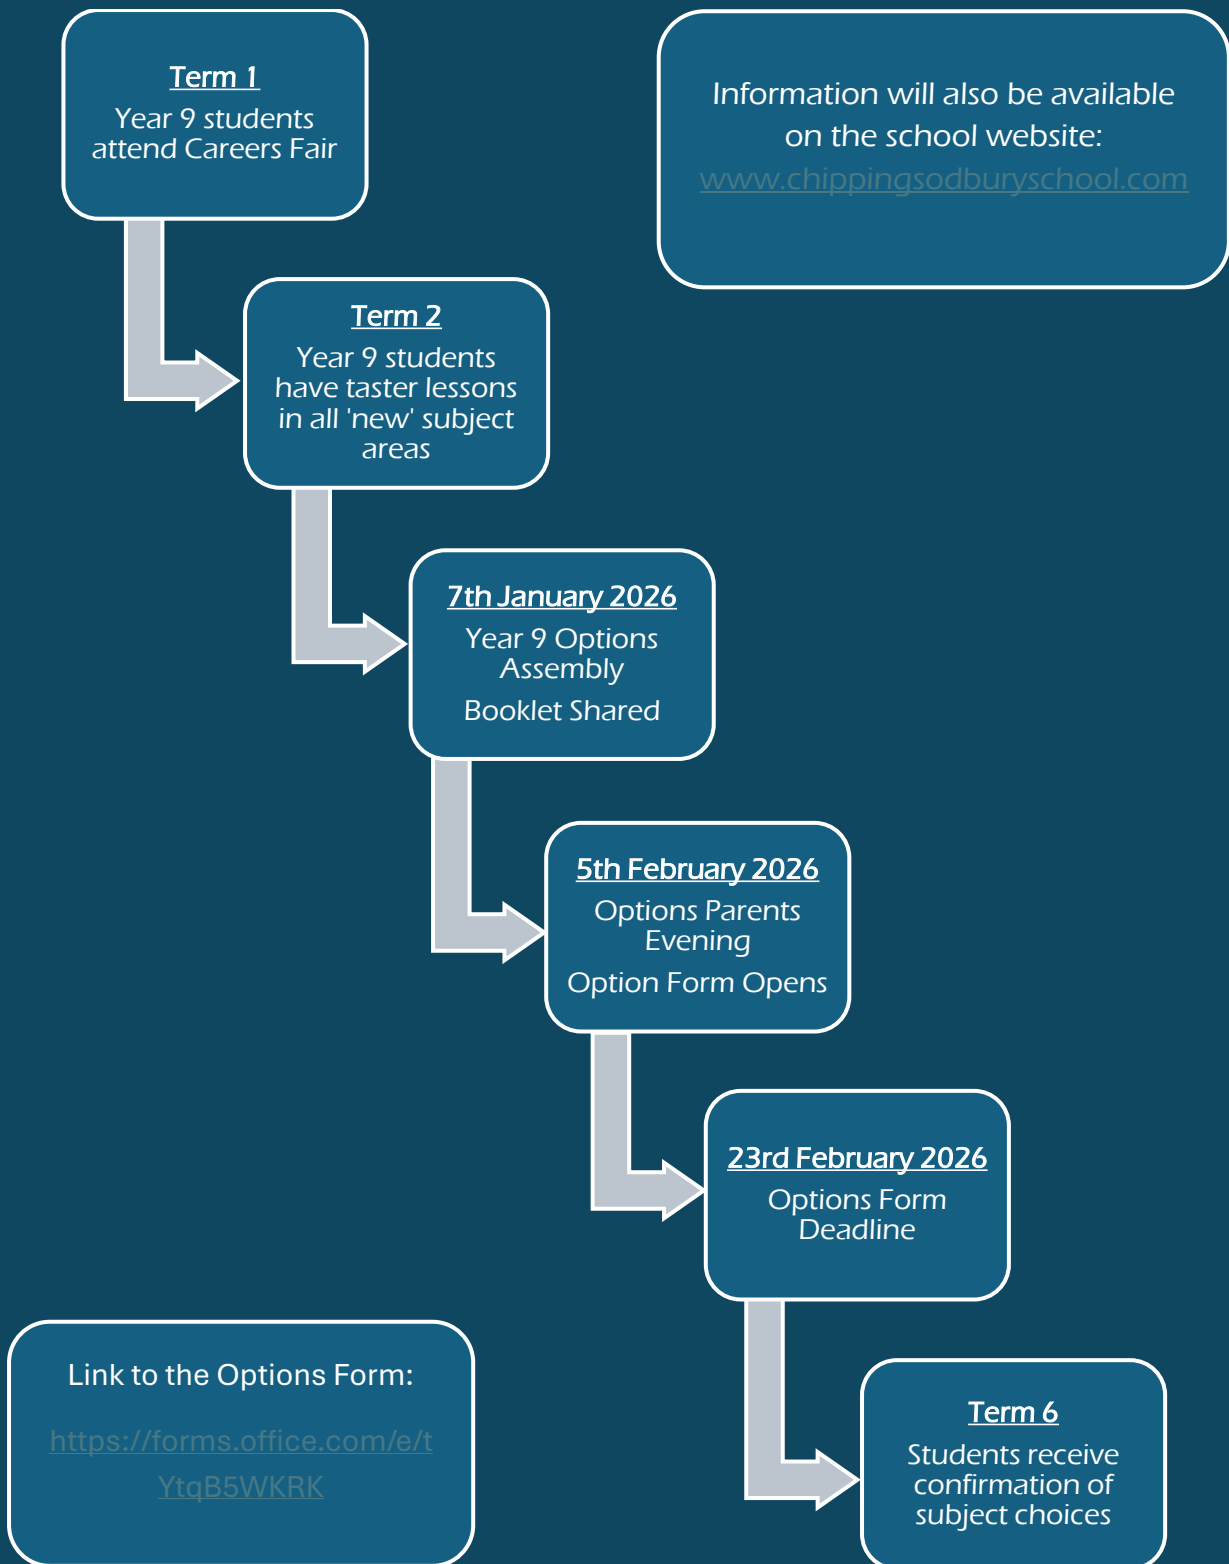 Term 1
Year 9 students
attend Careers Fair
Information will also be available
on the school website:
www.chippingsodburyschool.com
Term 2
Year 9 students
have taster lessons
in all 'new' subject
areas
7th January 2026
Year 9 Options
Assembly
Booklet Shared
5th February 2026
Options Parents
Evening
Option Form Opens
23rd February 2026
Options Form
Deadline
Link to the Options Form:
https://forms.office.com/e/t
YtqB5WKRK
Term 6
Students receive
confirmation of
subject choices